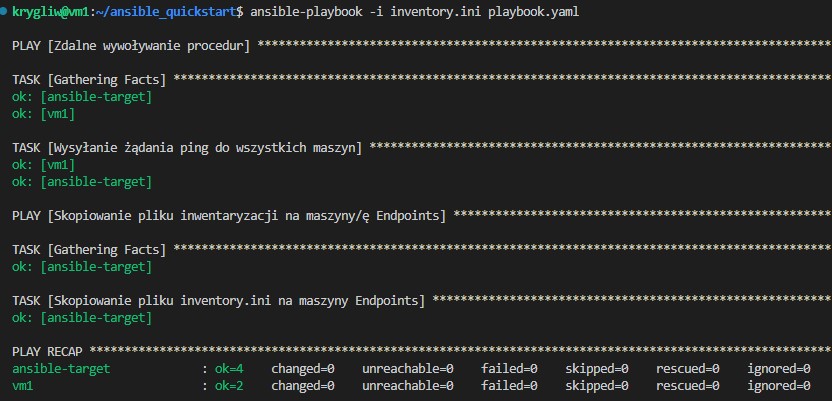 krygliw@vm1:~/ansible_quickstart$ ansible-playbook -i inventory.ini playbook.yaml
PLAY [Zdalne wywoływanie procedur] **********************************************************************************
TASK [Gathering Facts] **********************************************************************************************
ok: [ansible-target]
ok: [vm1]
TASK [Wysyłanie żądania ping do wszystkich maszyn] ******************************************************************
ok: [vm1]
ok: [ansible-target]
PLAY [Skopiowanie pliku inwentaryzacji na maszyny/ę Endpoints] ******************************************************
TASK [Gathering Facts] **********************************************************************************************
ok: [ansible-target]
TASK [Skopiowanie pliku inventory.ini na maszyny Endpoints] *********************************************************
ok: [ansible-target]
PLAY RECAP **********************************************************************************************************
ansible-target : ok=4 changed=0 unreachable=0 failed=0 skipped=0 rescued=0 ignored=0
vm1 : ok=2 changed=0 unreachable=0 failed=0 skipped=0 rescued=0 ignored=0